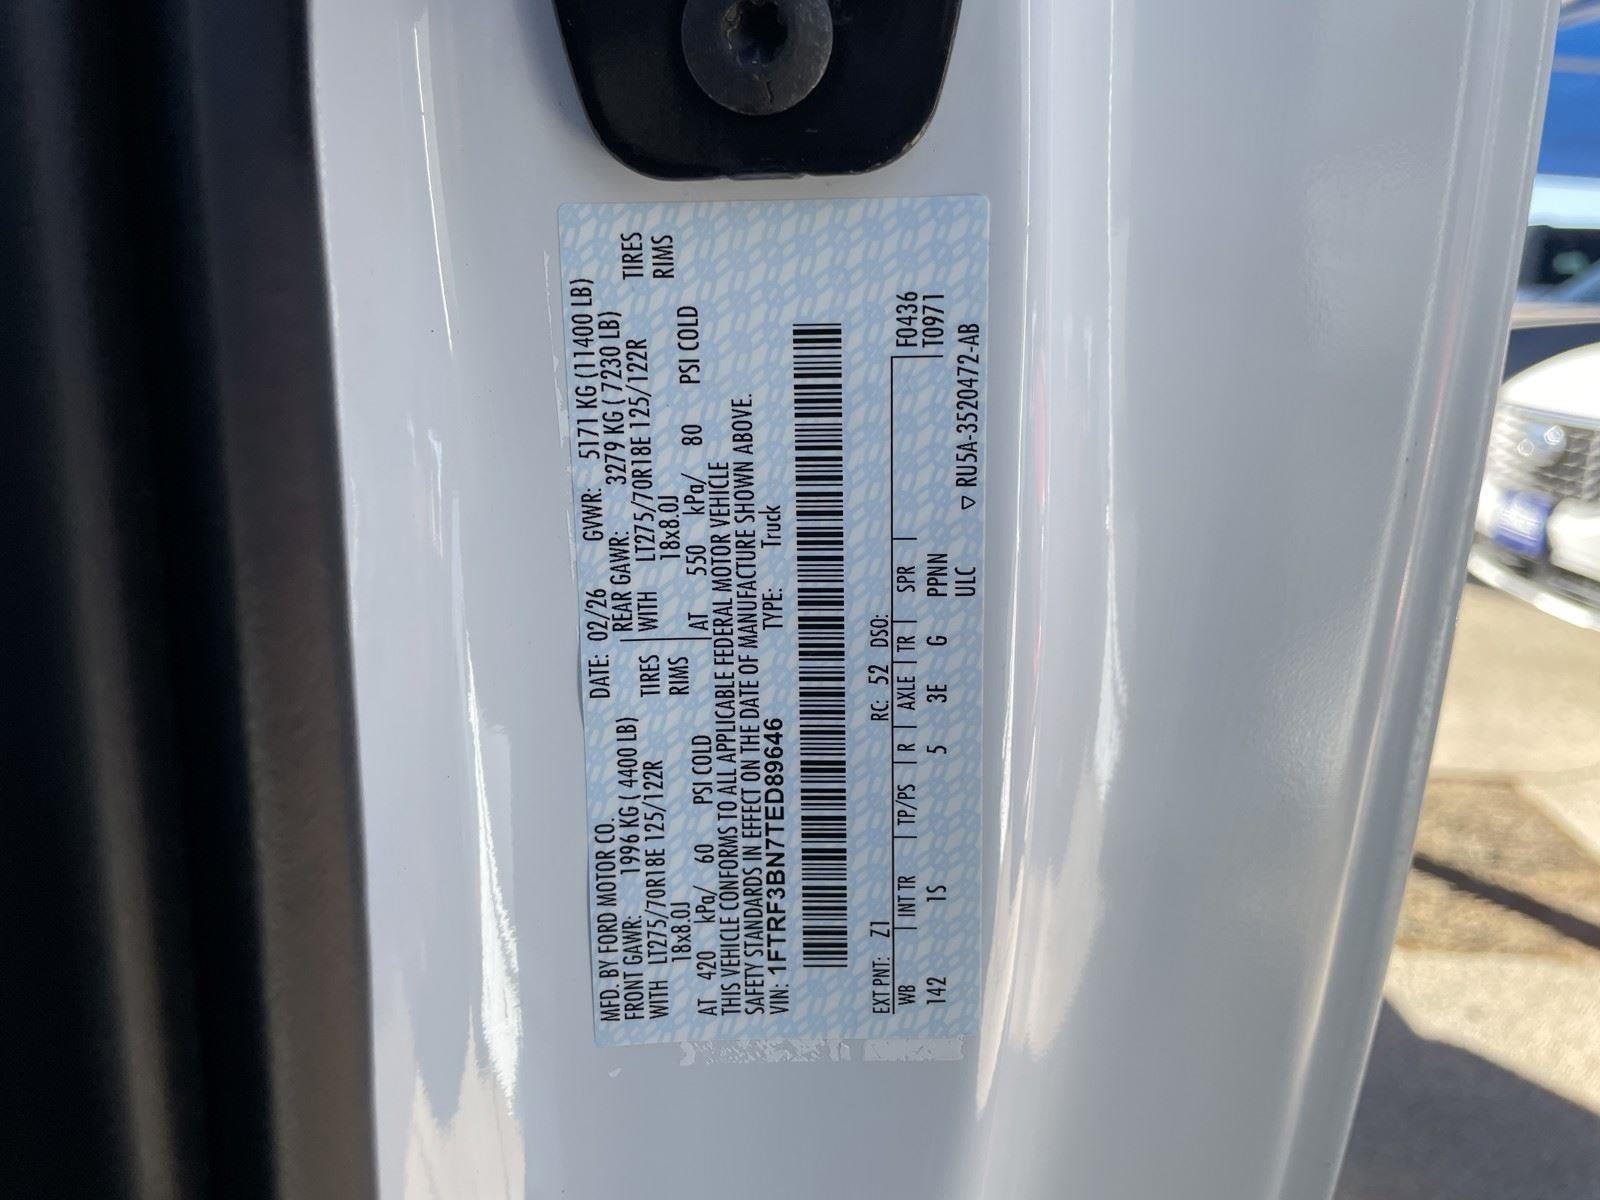 MFD. BY FORD MOTOR CO. DATE: 02/26 GVWR: 5171 KG (11400 LB)
FRONT GAWR: 1996 KG ( 4400 LB) REAR GAWR: 3279 KG ( 7230 LB)
WITH LT275/70R18E 125/122R TIRES WITH LT275/70R18E 125/122R TIRES
18x8.0J RIMS 18x8.0J RIMS
AT 420 kPa/ 60 PSI COLD AT 550 kPa/ 80 PSI COLD
THIS VEHICLE CONFORMS TO ALL APPLICABLE FEDERAL MOTOR VEHICLE
SAFETY STANDARDS IN EFFECT ON THE DATE OF MANUFACTURE SHOWN ABOVE.
VIN: 1FTRF3BN7TED89646 TYPE: Truck
EXT PNT: Z1 RC: 52 DSO:
WB | INT TR | TP/PS | R | AXLE | TR | SPR | F0436
142 1S 5 3E G PPNN T0971
ULC ▽ RU5A-3520472-AB